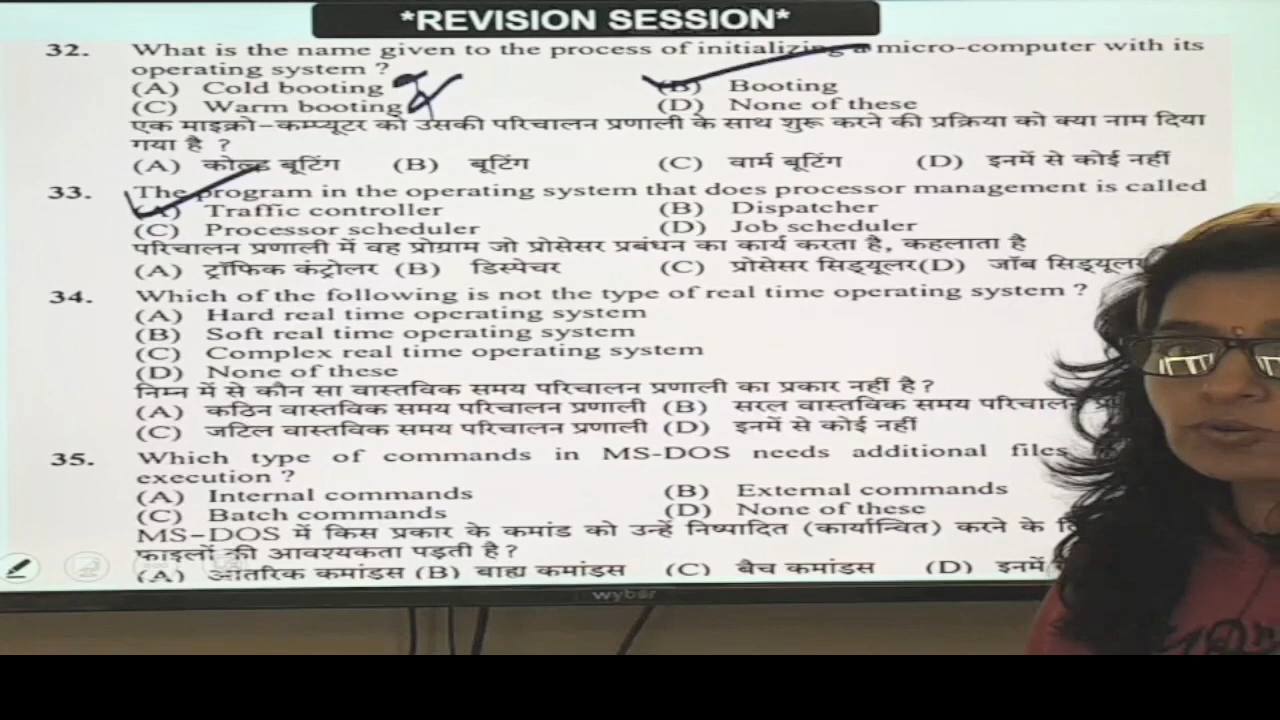 *REVISION SESSION*
32. What is the name given to the process of initializing a micro-computer with its
operating system ?
(A) Cold booting (B) Booting
(C) Warm booting (D) None of these
एक माइक्रो-कम्प्यूटर को उसकी परिचालन प्रणाली के साथ शुरू करने की प्रक्रिया को क्या नाम दिया
गया है ?
(A) कोल्ड बूटिंग (B) बूटिंग (C) वार्म बूटिंग (D) इनमें से कोई नहीं
33. The program in the operating system that does processor management is called
(A) Traffic controller (B) Dispatcher
(C) Processor scheduler (D) Job scheduler
परिचालन प्रणाली में वह प्रोग्राम जो प्रोसेसर प्रबंधन का कार्य करता है, कहलाता है
(A) ट्रॉफिक कंट्रोलर (B) डिस्पेचर (C) प्रोसेसर सिड्यूलर (D) जॉब सिड्यूलर
34. Which of the following is not the type of real time operating system ?
(A) Hard real time operating system
(B) Soft real time operating system
(C) Complex real time operating system
(D) None of these
निम्न में से कौन सा वास्तविक समय परिचालन प्रणाली का प्रकार नहीं है ?
(A) कठिन वास्तविक समय परिचालन प्रणाली (B) सरल वास्तविक समय
(C) जटिल वास्तविक समय परिचालन प्रणाली (D) इनमें से कोई नहीं
35. Which type of commands in MS-DOS needs additional files
execution ?
(A) Internal commands (B) External commands
(C) Batch commands (D) None of these
MS-DOS में किस प्रकार के कमांड को उन्हें निष्पादित (कार्यान्वित) करने के
फाइलों की आवश्यकता पड़ती है ?
(A) आंतरिक कमांडस (B) बाह्य कमांडस (C) बैच कमांडस (D) इनमें
wybor